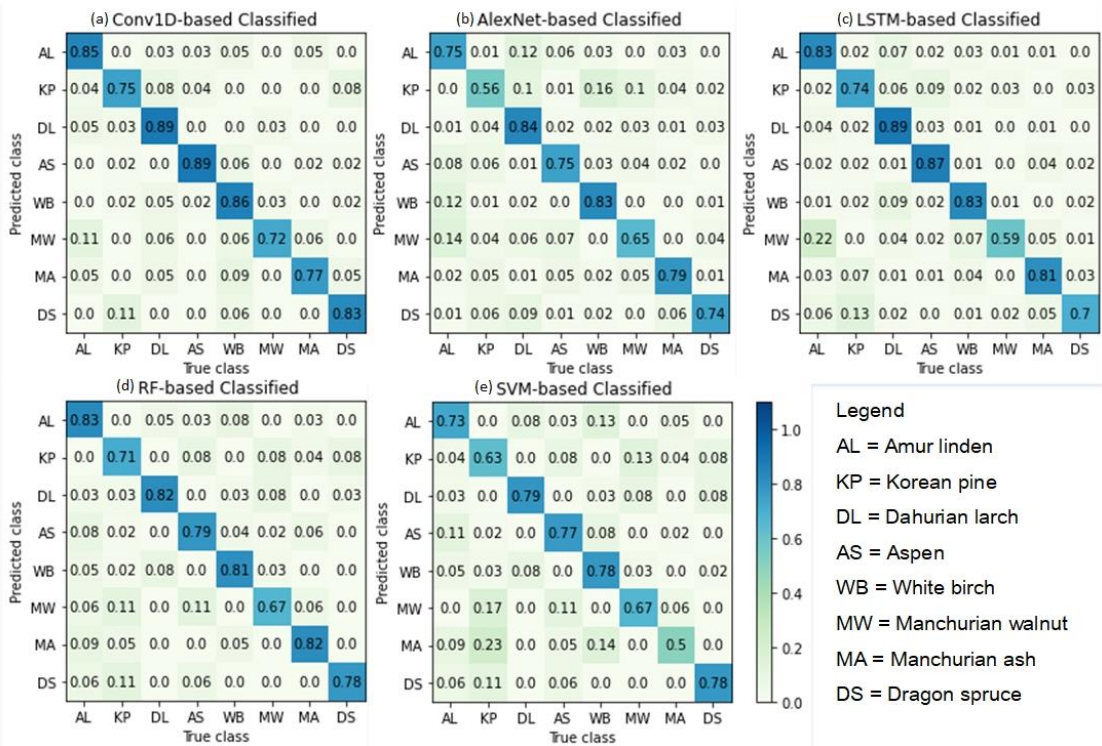 (a) Conv1D-based Classified
AL 0.85 0.0 0.03 0.03 0.05 0.0 0.05 0.0
KP 0.04 0.75 0.08 0.04 0.0 0.0 0.0 0.08
DL 0.05 0.03 0.89 0.0 0.0 0.03 0.0 0.0
AS 0.0 0.02 0.0 0.89 0.06 0.0 0.02 0.02
WB 0.0 0.02 0.05 0.02 0.86 0.03 0.0 0.02
MW 0.11 0.0 0.06 0.0 0.06 0.72 0.06 0.0
MA 0.05 0.0 0.05 0.0 0.09 0.0 0.77 0.05
DS 0.0 0.11 0.0 0.0 0.06 0.0 0.0 0.83
AL KP DL AS WB MW MA DS
True class
Predicted class
(b) AlexNet-based Classified
AL 0.75 0.01 0.12 0.06 0.03 0.0 0.03 0.0
KP 0.0 0.56 0.1 0.01 0.16 0.1 0.04 0.02
DL 0.01 0.04 0.84 0.02 0.02 0.03 0.01 0.03
AS 0.08 0.06 0.01 0.75 0.03 0.04 0.02 0.0
WB 0.12 0.01 0.02 0.0 0.83 0.0 0.0 0.01
MW 0.14 0.04 0.06 0.07 0.0 0.65 0.0 0.04
MA 0.02 0.05 0.01 0.05 0.02 0.05 0.79 0.01
DS 0.01 0.06 0.09 0.01 0.02 0.0 0.06 0.74
AL KP DL AS WB MW MA DS
True class
Predicted class
(c) LSTM-based Classified
AL 0.83 0.02 0.07 0.02 0.03 0.01 0.01 0.0
KP 0.02 0.74 0.06 0.09 0.02 0.03 0.0 0.03
DL 0.04 0.02 0.89 0.03 0.01 0.0 0.01 0.0
AS 0.02 0.02 0.01 0.87 0.01 0.0 0.04 0.02
WB 0.01 0.02 0.09 0.02 0.83 0.01 0.0 0.02
MW 0.22 0.0 0.04 0.02 0.07 0.59 0.05 0.01
MA 0.03 0.07 0.01 0.01 0.04 0.0 0.81 0.03
DS 0.06 0.13 0.02 0.02 0.01 0.02 0.05 0.7
AL KP DL AS WB MW MA DS
True class
Predicted class
(d) RF-based Classified
AL 0.83 0.0 0.05 0.03 0.08 0.0 0.03 0.0
KP 0.0 0.71 0.0 0.08 0.0 0.08 0.04 0.08
DL 0.03 0.03 0.82 0.0 0.03 0.08 0.0 0.03
AS 0.08 0.02 0.0 0.79 0.04 0.02 0.06 0.0
WB 0.05 0.02 0.08 0.0 0.81 0.03 0.0 0.0
MW 0.06 0.11 0.0 0.11 0.0 0.67 0.06 0.0
MA 0.09 0.05 0.0 0.0 0.05 0.0 0.82 0.0
DS 0.06 0.11 0.0 0.06 0.0 0.0 0.0 0.78
AL KP DL AS WB MW MA DS
True class
Predicted class
(e) SVM-based Classified
AL 0.73 0.0 0.08 0.03 0.13 0.0 0.05 0.0
KP 0.04 0.63 0.0 0.08 0.0 0.13 0.04 0.08
DL 0.03 0.0 0.79 0.0 0.03 0.08 0.0 0.08
AS 0.11 0.02 0.0 0.77 0.08 0.0 0.02 0.0
WB 0.05 0.03 0.08 0.0 0.78 0.03 0.0 0.02
MW 0.0 0.17 0.0 0.11 0.0 0.67 0.06 0.0
MA 0.09 0.23 0.0 0.05 0.14 0.0 0.5 0.0
DS 0.06 0.11 0.0 0.06 0.0 0.0 0.0 0.78
AL KP DL AS WB MW MA DS
True class
Predicted class
1.0
0.8
0.6
0.4
0.2
0.0
Legend
AL = Amur linden
KP = Korean pine
DL = Dahurian larch
AS = Aspen
WB = White birch
MW = Manchurian walnut
MA = Manchurian ash
DS = Dragon spruce